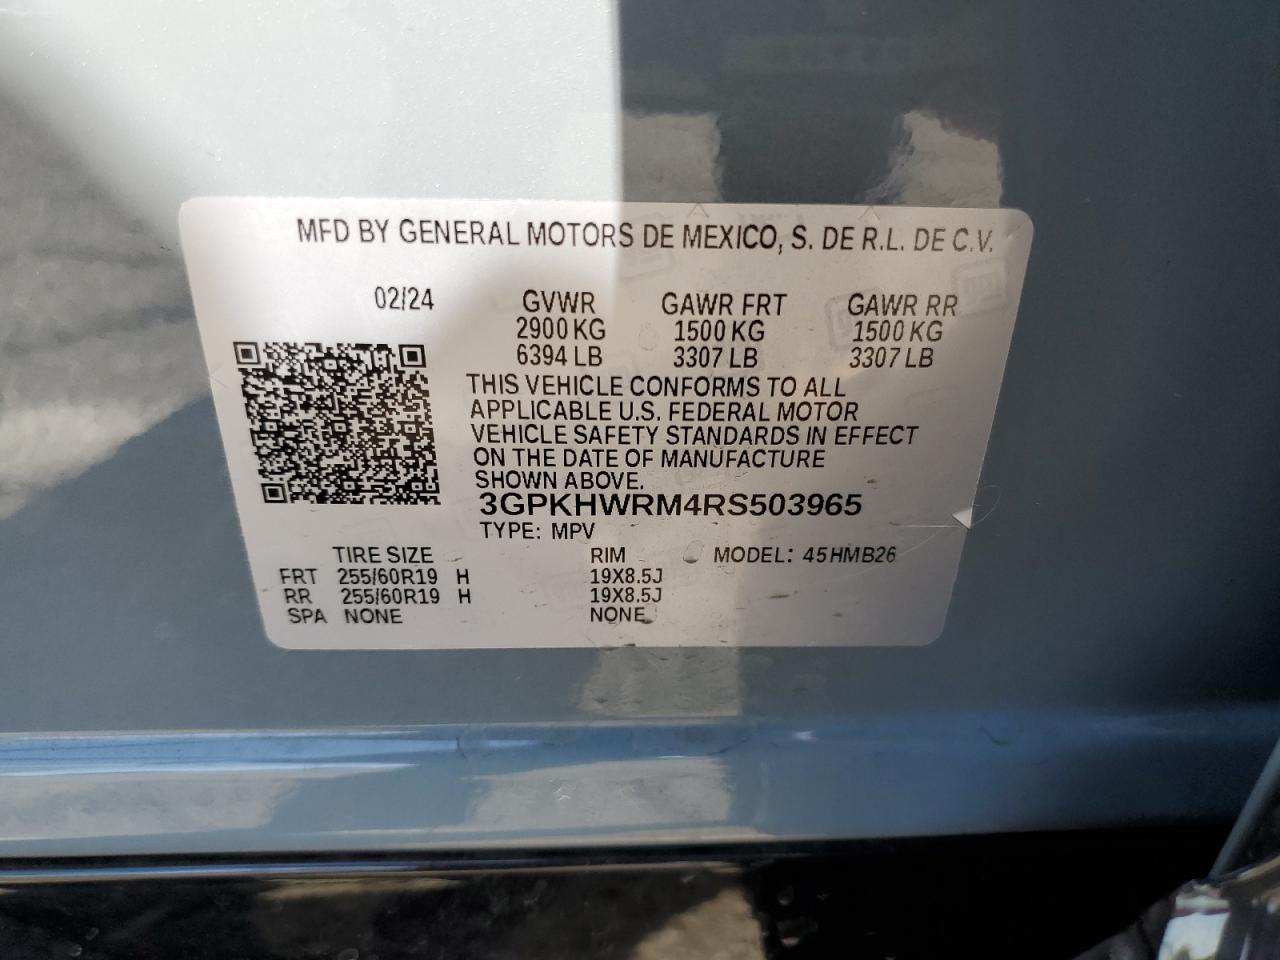 MFD BY GENERAL MOTORS DE MEXICO, S. DE R.L. DE C.V.
02/24 GVWR GAWR FRT GAWR RR
2900 KG 1500 KG 1500 KG
6394 LB 3307 LB 3307 LB
THIS VEHICLE CONFORMS TO ALL
APPLICABLE U.S. FEDERAL MOTOR
VEHICLE SAFETY STANDARDS IN EFFECT
ON THE DATE OF MANUFACTURE
SHOWN ABOVE.
3GPKHWRM4RS503965
TYPE: MPV
TIRE SIZE RIM MODEL: 45HMB26
FRT 255/60R19 H 19X8.5J
RR 255/60R19 H 19X8.5J
SPA NONE NONE